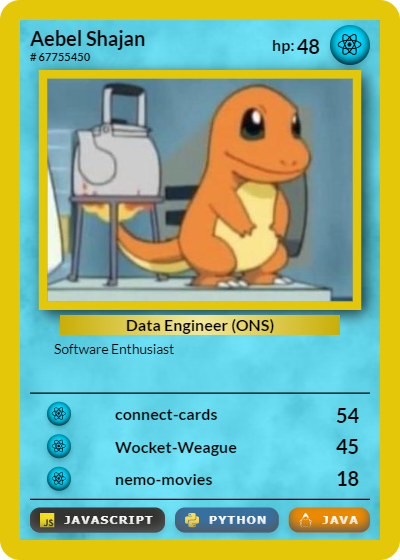 Aebel Shajan
hp: 48
# 67755450
Data Engineer (ONS)
Software Enthusiast
connect-cards 54
Wocket-Weague 45
nemo-movies 18
JS JAVASCRIPT PYTHON JAVA